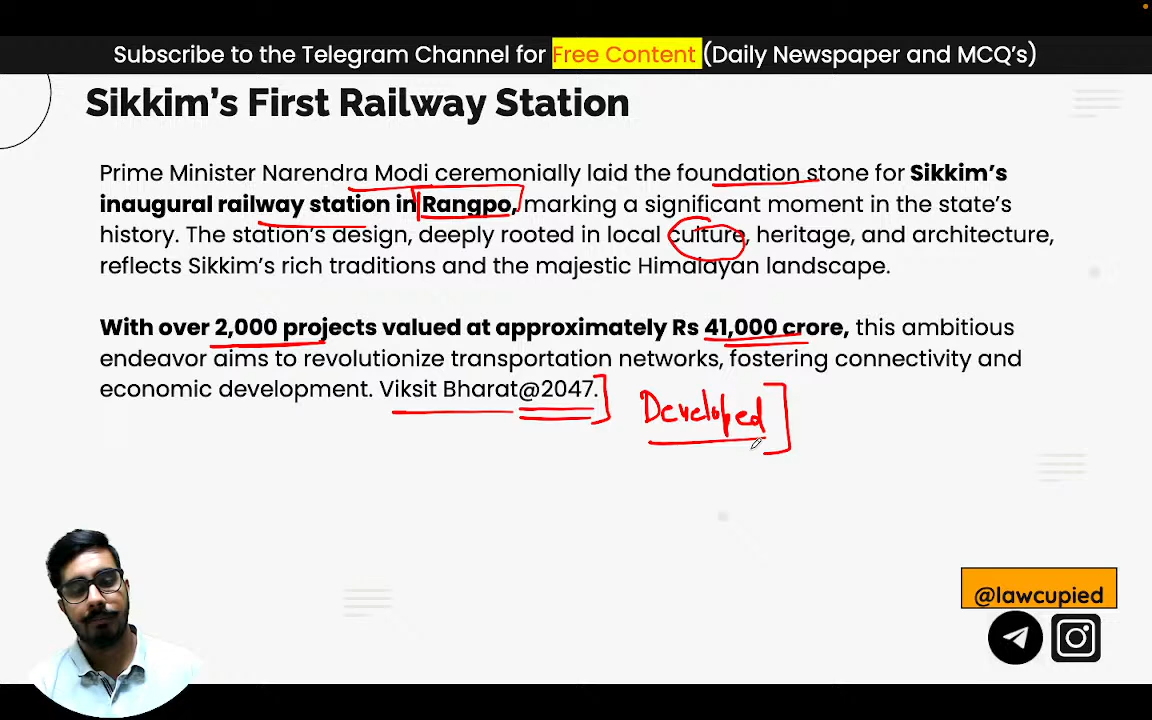 Subscribe to the Telegram Channel for Free Content (Daily Newspaper and MCQ's)
Sikkim's First Railway Station
Prime Minister Narendra Modi ceremonially laid the foundation stone for Sikkim's
inaugural railway station in Rangpo, marking a significant moment in the state's
history. The station's design, deeply rooted in local culture, heritage, and architecture,
reflects Sikkim's rich traditions and the majestic Himalayan landscape.
With over 2,000 projects valued at approximately Rs 41,000 crore, this ambitious
endeavor aims to revolutionize transportation networks, fostering connectivity and
economic development. Viksit Bharat@2047.
Developed
@lawcupied